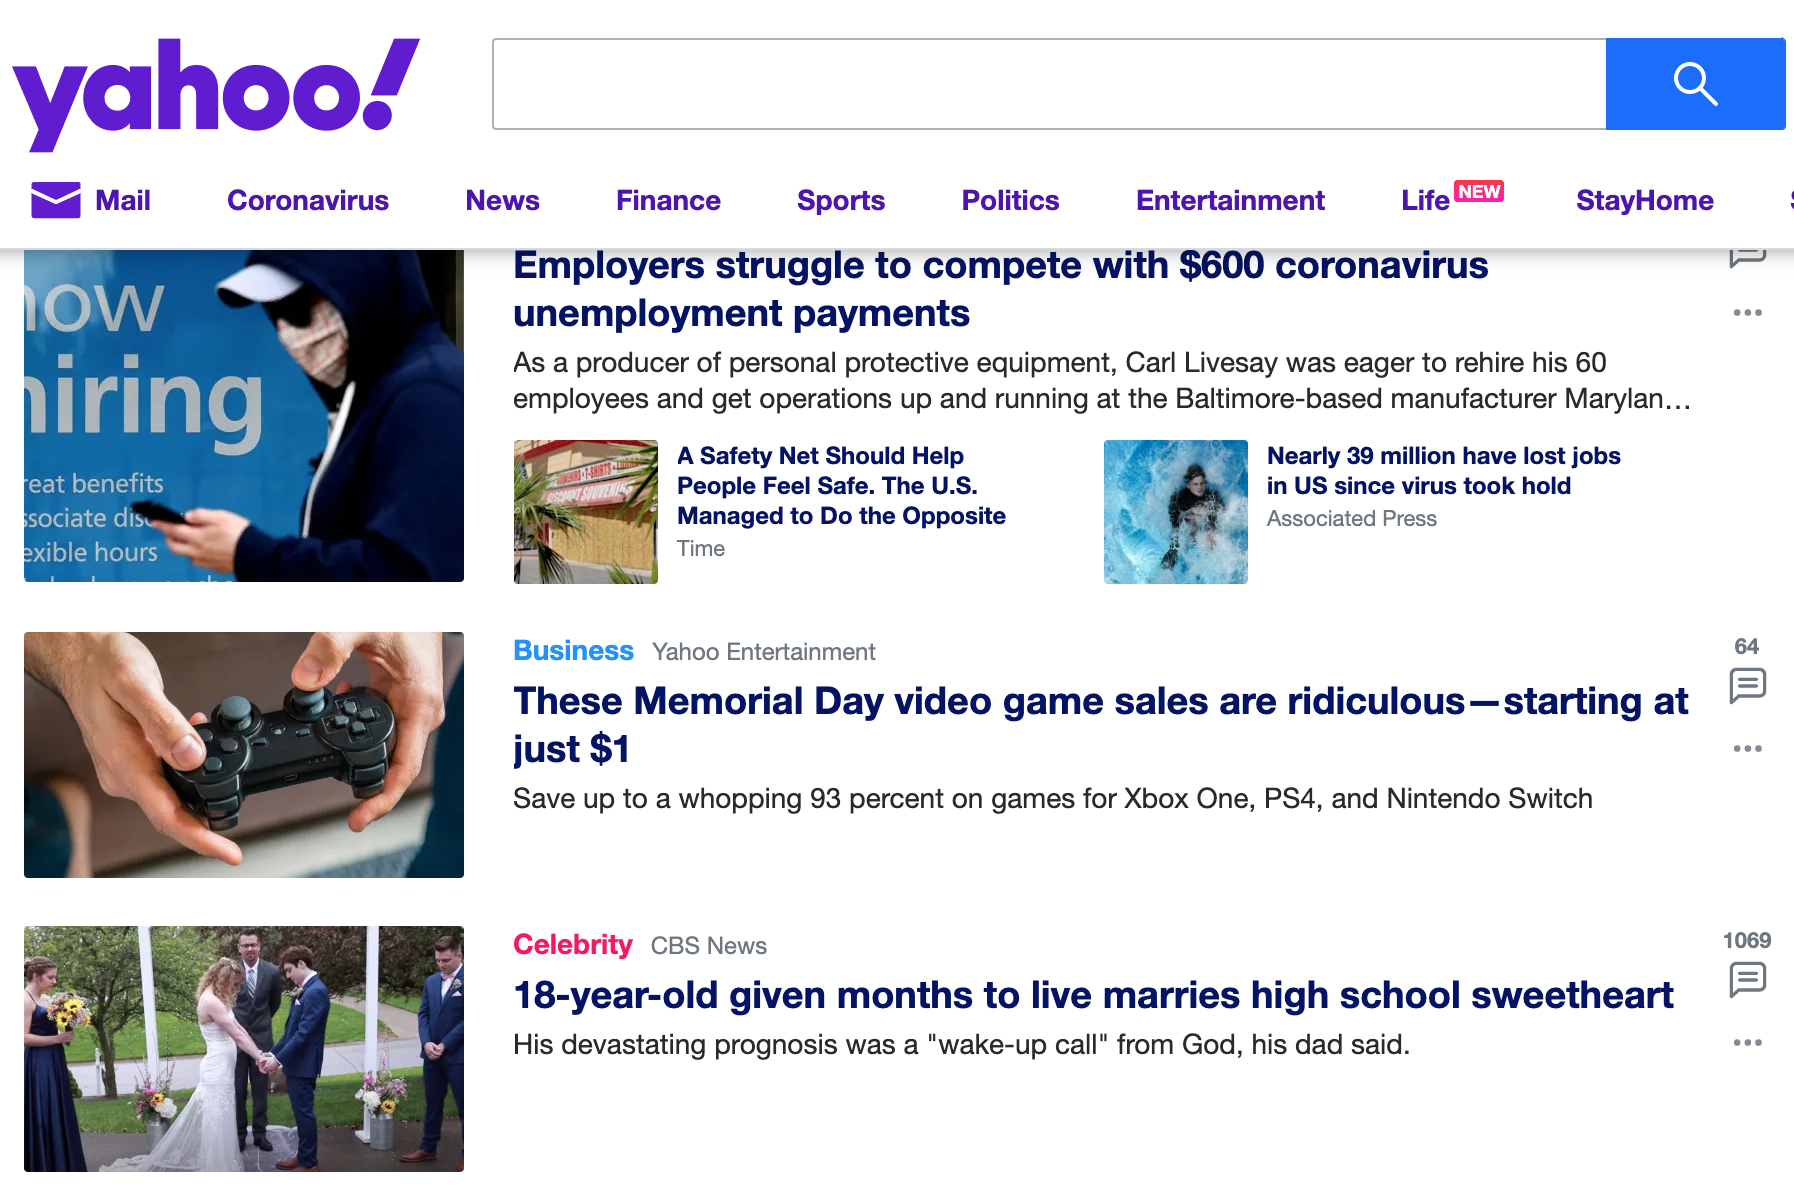 yahoo!
Mail
Coronavirus
News
Finance
Sports
Politics
Entertainment
Life NEW
StayHome
Employers struggle to compete with $600 coronavirus
unemployment payments
As a producer of personal protective equipment, Carl Livesay was eager to rehire his 60
employees and get operations up and running at the Baltimore-based manufacturer Marylan...
now
hiring
reat benefits
exible hours
A Safety Net Should Help
People Feel Safe. The U.S.
Managed to Do the Opposite
Time
Nearly 39 million have lost jobs
in US since virus took hold
Associated Press
Business Yahoo Entertainment
64
These Memorial Day video game sales are ridiculous—starting at
just $1
Save up to a whopping 93 percent on games for Xbox One, PS4, and Nintendo Switch
Celebrity CBS News
1069
18-year-old given months to live marries high school sweetheart
His devastating prognosis was a "wake-up call" from God, his dad said.